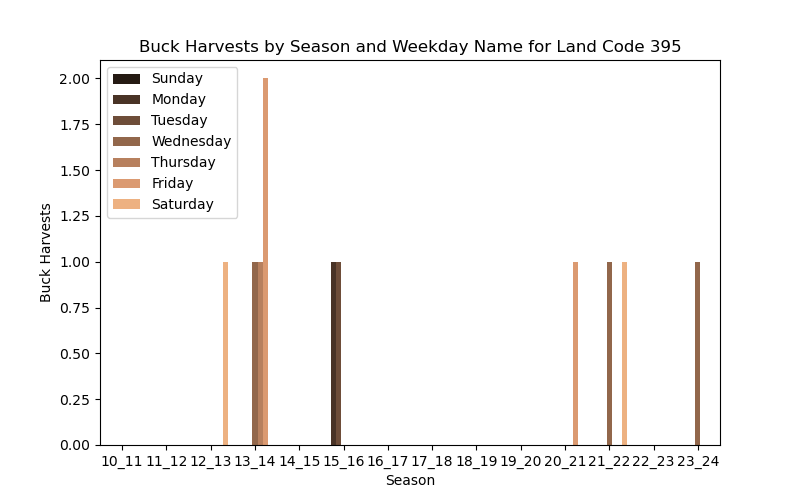 Buck Harvests by Season and Weekday Name for Land Code 395
Sunday
Monday
Tuesday
Wednesday
Thursday
Friday
Saturday
2.00
1.75
1.50
1.25
1.00
0.75
0.50
0.25
0.00
Buck Harvests
10_11 11_12 12_13 13_14 14_15 15_16 16_17 17_18 18_19 19_20 20_21 21_22 22_23 23_24
Season